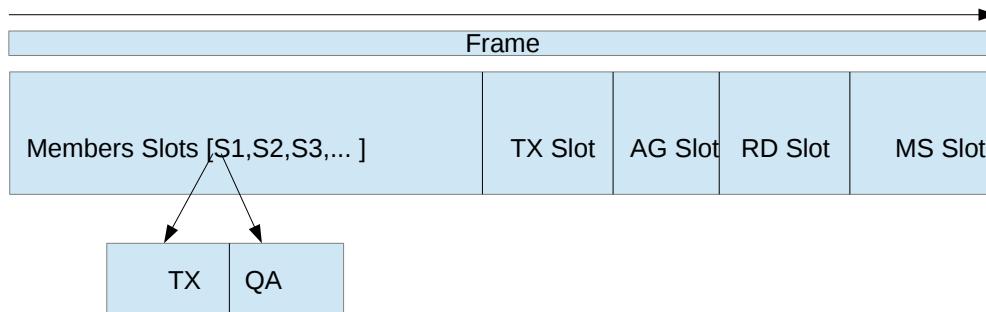 Frame
Members Slots [S1,S2,S3,... ] TX Slot AG Slot RD Slot MS Slot
TX QA